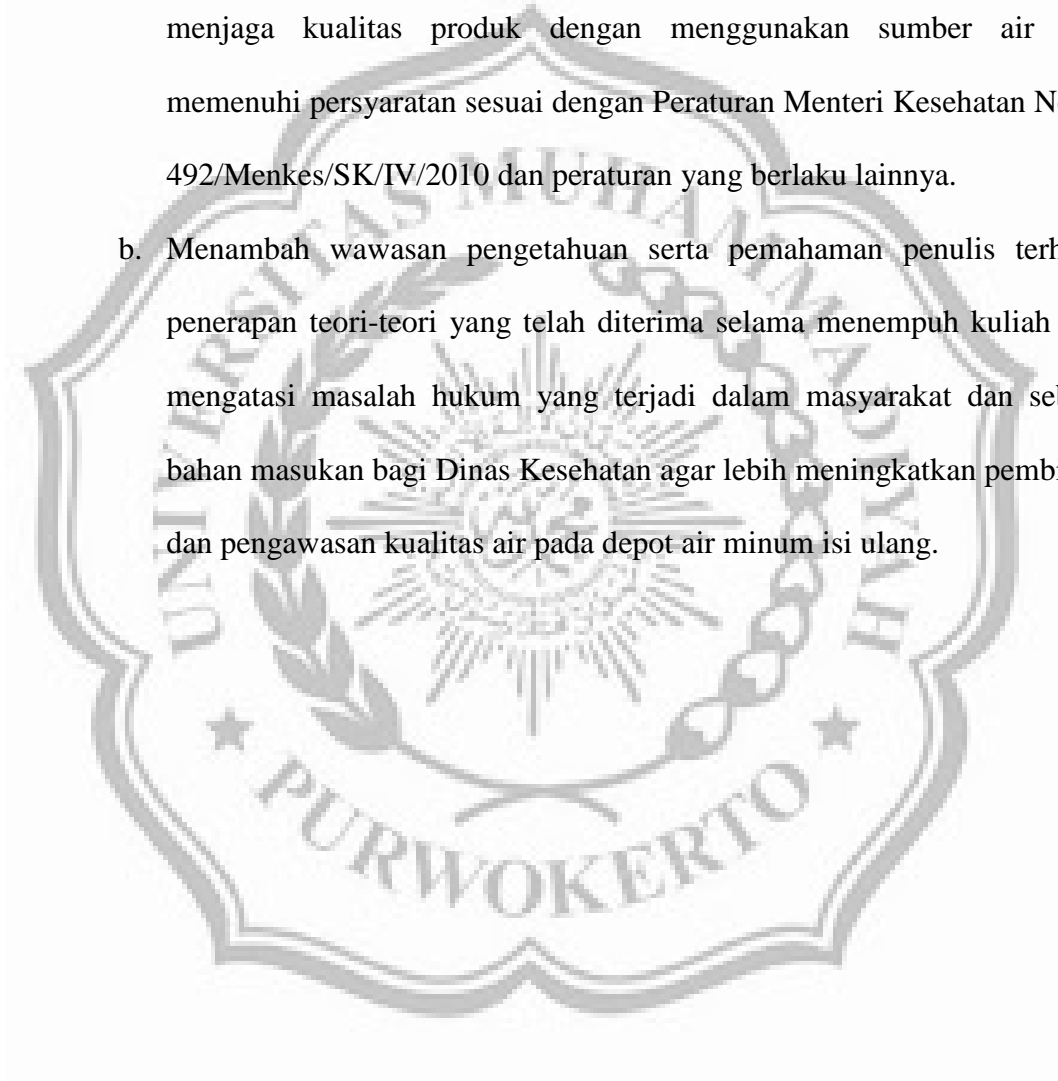 menjaga kualitas produk dengan menggunakan sumber air
memenuhi persyaratan sesuai dengan Peraturan Menteri Kesehatan
492/Menkes/SK/IV/2010 dan peraturan yang berlaku lainnya.
b. Menambah wawasan pengetahuan serta pemahaman penulis
penerapan teori-teori yang telah diterima selama menempuh kuliah
mengatasi masalah hukum yang terjadi dalam masyarakat dan
bahan masukan bagi Dinas Kesehatan agar lebih meningkatkan
dan pengawasan kualitas air pada depot air minum isi ulang.
UNIVERSITAS MUHAMMADIYAH
PURWOKERTO